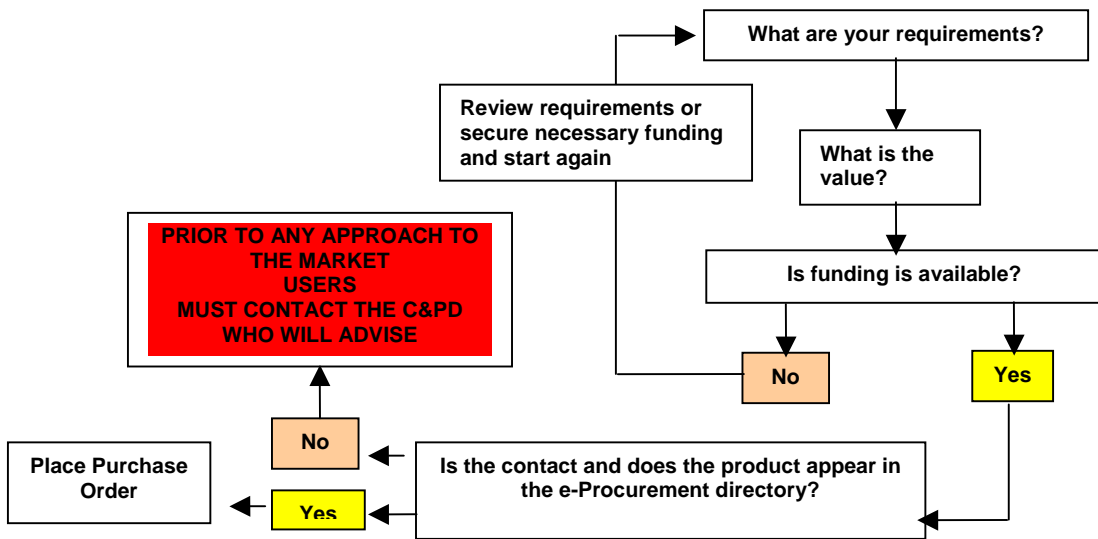 What are your requirements?
Review requirements or
secure necessary funding
and start again
What is the
value?
PRIOR TO ANY APPROACH TO
THE MARKET
USERS
MUST CONTACT THE C&PD
WHO WILL ADVISE
Is funding is available?
No
Yes
No
Place Purchase
Order
Is the contact and does the product appear in
the e-Procurement directory?
Yes